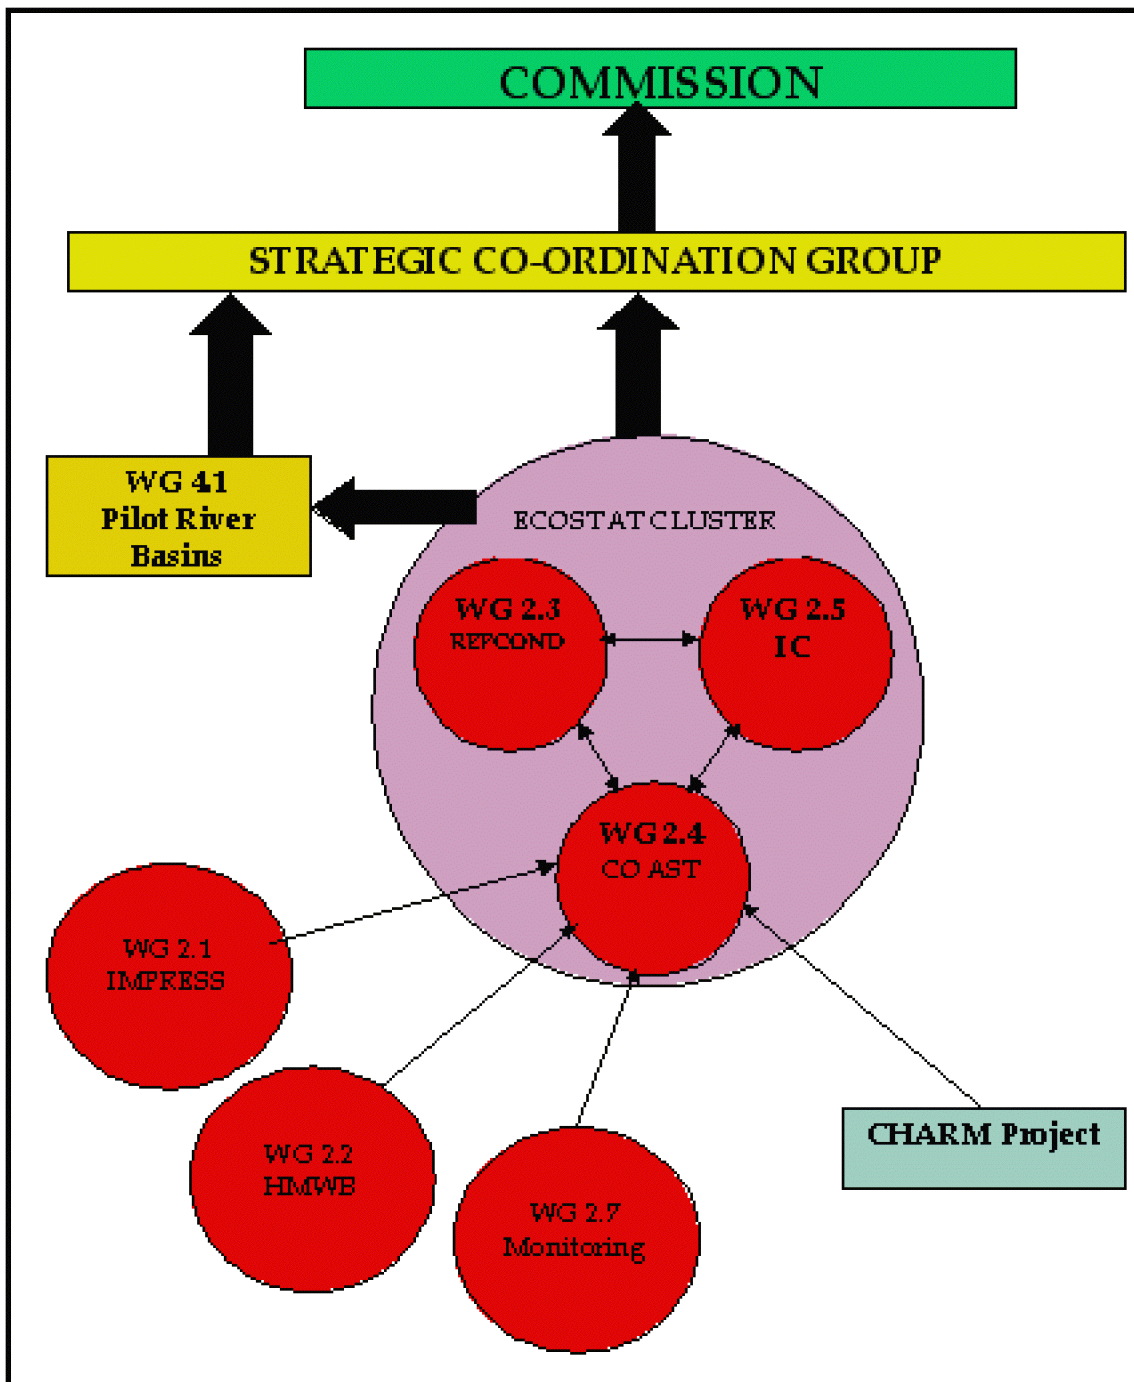 COMMISSION
STRATEGIC CO-ORDINATION GROUP
WG 4.1
Pilot River
Basins
ECOSTAT CLUSTER
WG 2.3
REFCOND
WG 2.5
IC
WG 2.4
COAST
WG 2.1
IMPRESS
WG 2.2
HMWB
WG 2.7
Monitoring
CHARM Project